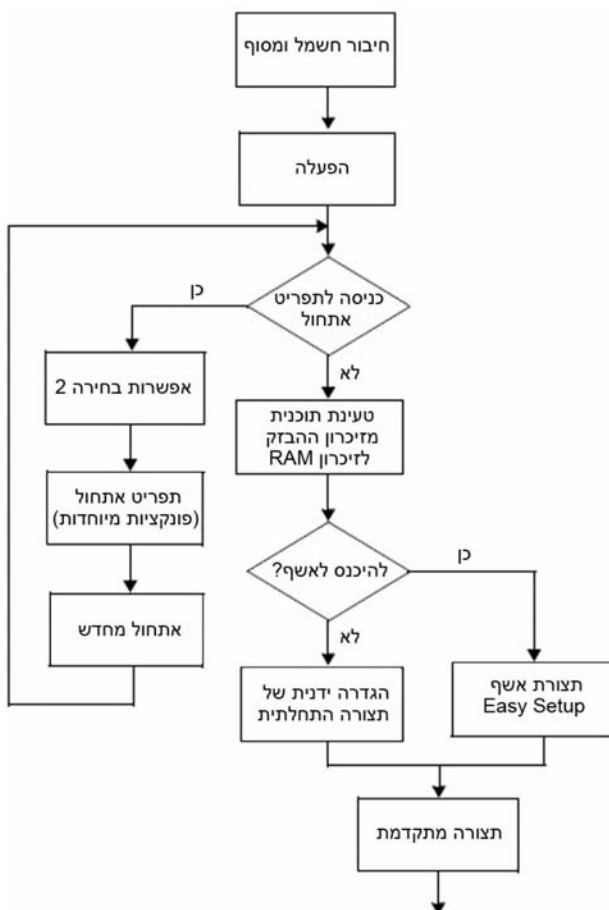 חיבור חשמל ומסוף
הפעלה
כניסה לתפריט
אתחול
כן
לא
אפשרות בחירה 2
טעינת תוכנית
מזיכרון ההבזק
לזיכרון RAM
תפריט אתחול
(פונקציות מיוחדות)
להיכנס לאשף?
כן
לא
אתחול מחדש
הגדרה ידנית של
תצורה התחלתית
תצורת אשף
Easy Setup
תצורה מתקדמת